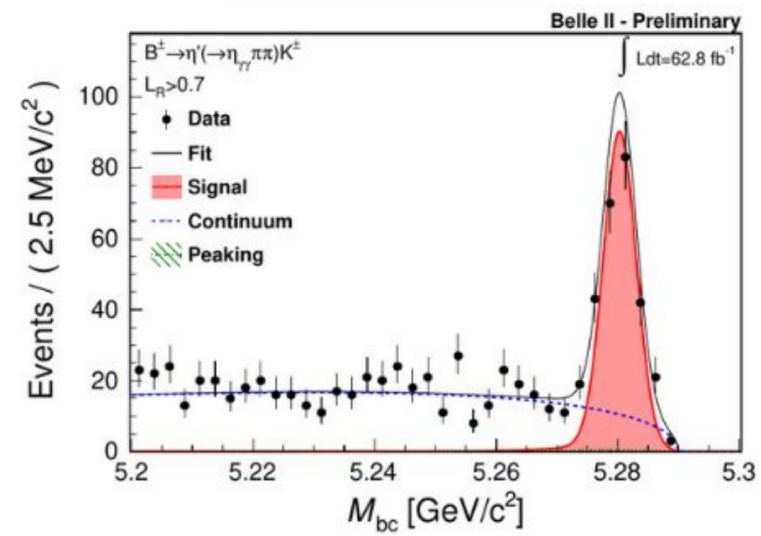 Belle II - Preliminary
B±→η'(→ηγγππ)K±
∫ Ldt=62.8 fb⁻¹
L_R>0.7
Data
Fit
Signal
Continuum
Peaking
Events / ( 2.5 MeV/c² )
100
80
60
40
20
0
5.2 5.22 5.24 5.26 5.28 5.3
M_bc [GeV/c²]